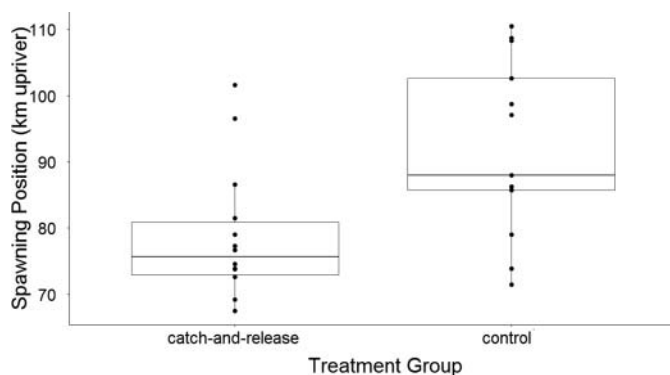 Spawning Position (km upriver)
110
100
90
80
70
catch-and-release
control
Treatment Group